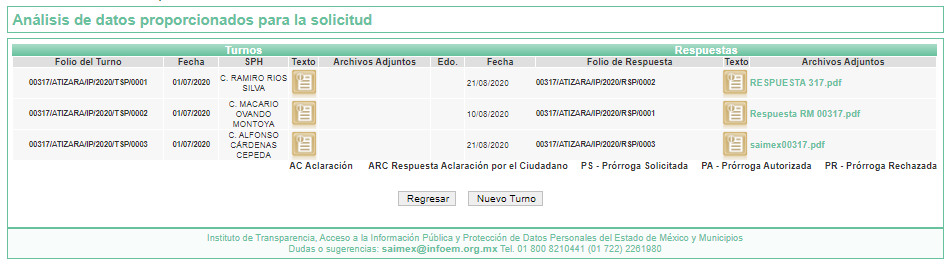 Análisis de datos proporcionados para la solicitud
Turnos Respuestas
Folio del Turno Fecha SPH Texto Archivos Adjuntos Edo. Fecha Folio de Respuesta Texto Archivos Adjuntos
00317/ATIZARA/IP/2020/TSP/0001 01/07/2020 C. RAMIRO RIOS SILVA 21/08/2020 00317/ATIZARA/IP/2020/RSP/0002 RESPUESTA 317.pdf
00317/ATIZARA/IP/2020/TSP/0002 01/07/2020 C. MACARIO OVANDO MONTOYA 10/08/2020 00317/ATIZARA/IP/2020/RSP/0001 Respuesta RM 00317.pdf
00317/ATIZARA/IP/2020/TSP/0003 01/07/2020 C. ALFONSO CÁRDENAS CEPEDA 21/08/2020 00317/ATIZARA/IP/2020/RSP/0003 saimex00317.pdf
AC Aclaración ARC Respuesta Aclaración por el Ciudadano PS - Prórroga Solicitada PA - Prórroga Autorizada PR - Prórroga Rechazada
Regresar Nuevo Turno
Instituto de Transparencia, Acceso a la Información Pública y Protección de Datos Personales del Estado de México y Municipios
Dudas o sugerencias: saimex@infoem.org.mx Tel. 01 800 8210441 (01 722) 2261980